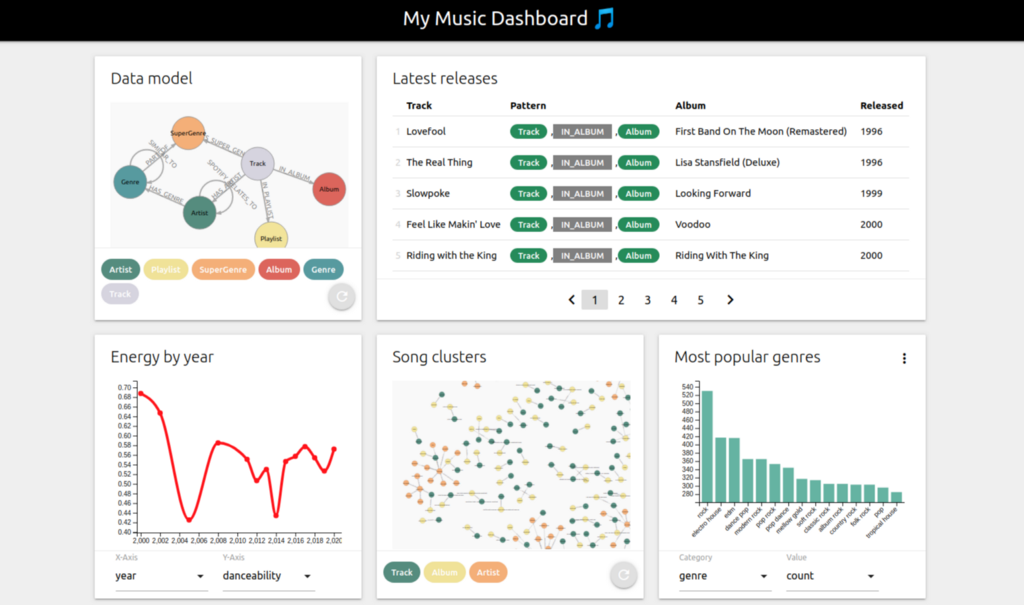 My Music Dashboard 🎵
Data model
SuperGenre
Track
Genre
Album
Artist
Playlist
IN_ALBUM
HAS_GENRE
IN_PLAYLIST
Artist Playlist SuperGenre Album Genre
Track
Latest releases
Track Pattern Album Released
1 Lovefool Track , IN_ALBUM , Album First Band On The Moon (Remastered) 1996
2 The Real Thing Track , IN_ALBUM , Album Lisa Stansfield (Deluxe) 1996
3 Slowpoke Track , IN_ALBUM , Album Looking Forward 1999
4 Feel Like Makin' Love Track , IN_ALBUM , Album Voodoo 2000
5 Riding with the King Track , IN_ALBUM , Album Riding With The King 2000
1 2 3 4 5
Energy by year
0.70
0.68
0.66
0.64
0.62
0.60
0.58
0.56
0.54
0.52
0.50
0.48
0.46
0.44
0.42
0.40
2,000 2,002 2,004 2,006 2,008 2,010 2,012 2,014 2,016 2,018 2,020
X-Axis Y-Axis
year danceability
Song clusters
Track Album Artist
Most popular genres
540
520
500
480
460
440
420
400
380
360
340
320
300
280
rock
electro house
edm
dance pop
modern rock
pop rock
pop dance
mellow gold
soft rock
classic rock
album rock
country rock
folk rock
pop
tropical house
Category Value
genre count